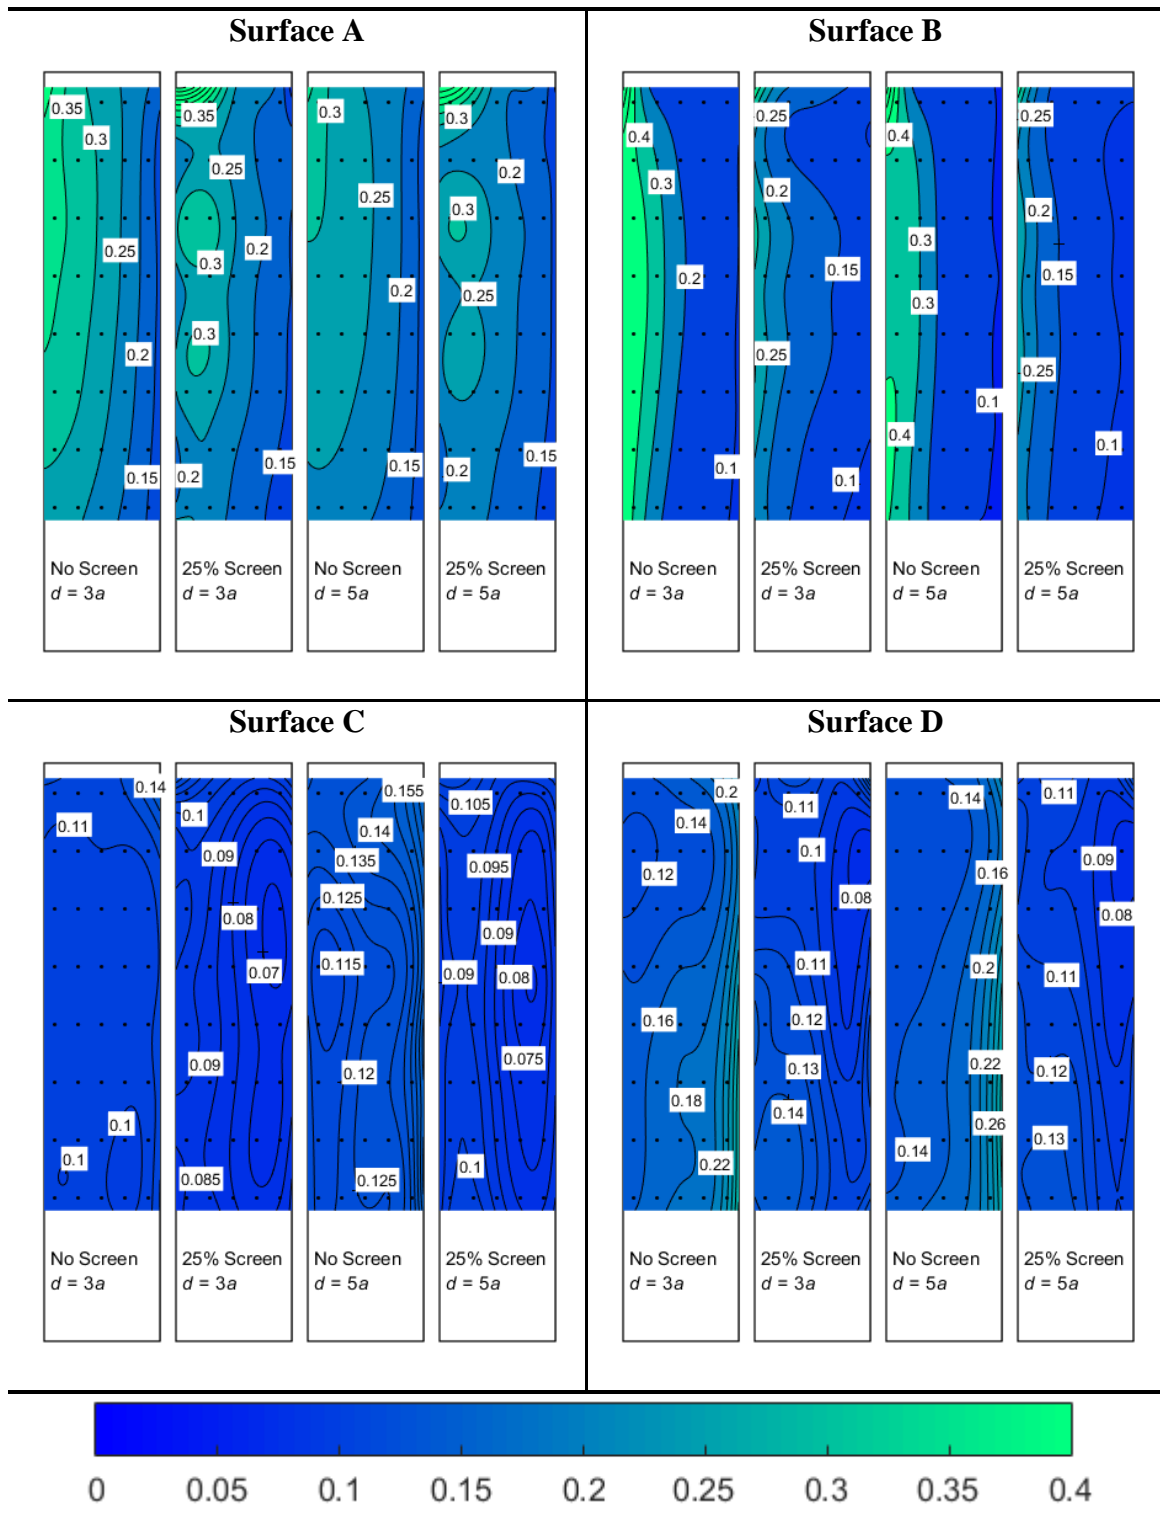 Surface A
0.35
0.3
0.25
0.2
0.15
No Screen
d = 3a
0.35
0.25
0.2
0.3
0.3
0.15
0.2
25% Screen
d = 3a
0.3
0.25
0.2
0.15
No Screen
d = 5a
0.3
0.2
0.3
0.25
0.15
0.2
25% Screen
d = 5a
Surface B
0.4
0.3
0.2
0.1
No Screen
d = 3a
0.25
0.2
0.15
0.25
0.1
25% Screen
d = 3a
0.4
0.3
0.3
0.1
0.4
No Screen
d = 5a
0.25
0.2
0.15
0.25
0.1
25% Screen
d = 5a
Surface C
0.14
0.11
0.1
0.1
No Screen
d = 3a
0.1
0.09
0.08
0.07
0.09
0.085
25% Screen
d = 3a
0.155
0.14
0.135
0.125
0.115
0.12
0.125
No Screen
d = 5a
0.105
0.095
0.09
0.09
0.08
0.075
0.1
25% Screen
d = 5a
Surface D
0.2
0.14
0.12
0.16
0.18
0.22
No Screen
d = 3a
0.11
0.1
0.08
0.11
0.12
0.13
0.14
25% Screen
d = 3a
0.14
0.16
0.2
0.22
0.26
0.14
No Screen
d = 5a
0.11
0.09
0.08
0.11
0.12
0.13
25% Screen
d = 5a
0 0.05 0.1 0.15 0.2 0.25 0.3 0.35 0.4